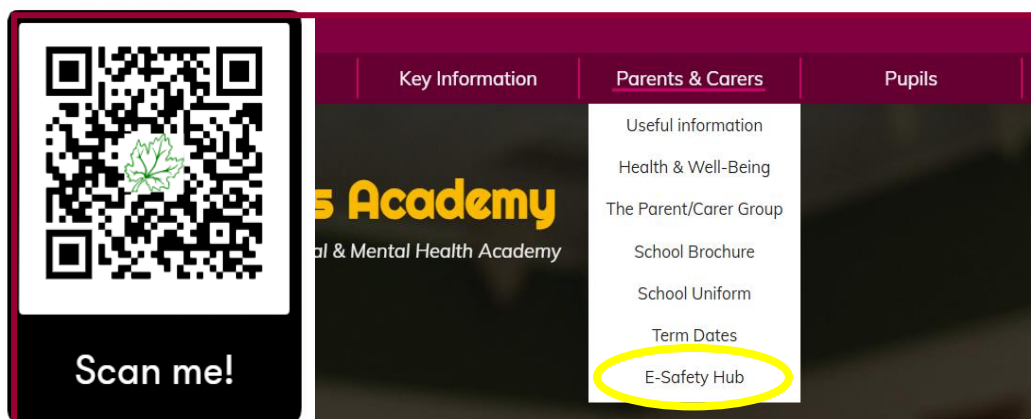 Scan me!
Key Information
Parents & Carers
Pupils
Useful information
Health & Well-Being
The Parent/Carer Group
School Brochure
School Uniform
Term Dates
E-Safety Hub
s Academy
al & Mental Health Academy